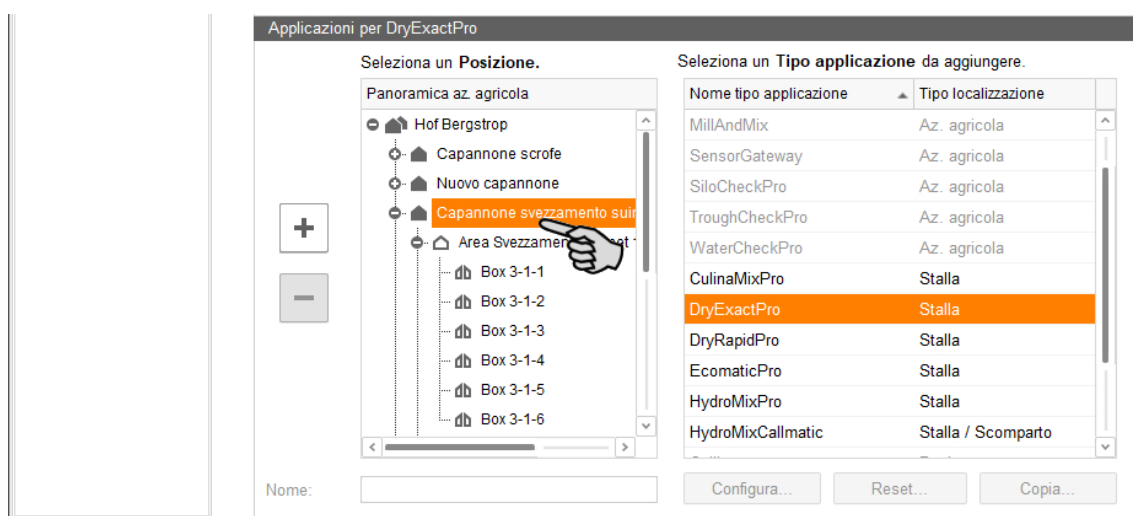 Applicazioni per DryExactPro
Seleziona un Posizione.
Panoramica az. agricola
Hof Bergstrop
Capannone scrofe
Nuovo capannone
Capannone svezzamento
Area
Box 3-1-1
Box 3-1-2
Box 3-1-3
Box 3-1-4
Box 3-1-5
Box 3-1-6
Seleziona un Tipo applicazione da aggiungere.
Nome tipo applicazione Tipo localizzazione
MillAndMix Az. agricola
SensorGateway Az. agricola
SiloCheckPro Az. agricola
TroughCheckPro Az. agricola
WaterCheckPro Az. agricola
CulinaMixPro Stalla
DryExactPro Stalla
DryRapidPro Stalla
EcomaticPro Stalla
HydroMixPro Stalla
HydroMixCallmatic Stalla / Scomparto
Nome:
Configura... Reset... Copia...